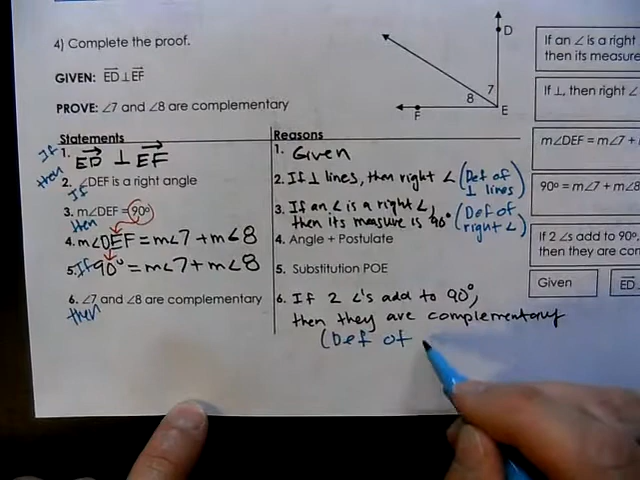 4) Complete the proof.
GIVEN: ED ⊥ EF
PROVE: ∠7 and ∠8 are complementary
D
7
8
F
E
Statements
Reasons
If
1. ED ⊥ EF
1. Given
then
2. ∠DEF is a right angle
2. If ⊥ lines, then right ∠ (Def of ⊥ lines)
If
3. m∠DEF = 90°
3. If an ∠ is a right ∠, then its measure is 90° (Def of right ∠)
then
4. m∠DEF = m∠7 + m∠8
4. Angle + Postulate
5. If 90° = m∠7 + m∠8
5. Substitution POE
6. ∠7 and ∠8 are complementary
then
6. If 2 ∠'s add to 90°,
then they are complementary
(Def of
If an ∠ is a right
then its measure
If ⊥, then right ∠
m∠DEF = m∠7 +
90° = m∠7 + m∠8
If 2 ∠s add to 90°,
then they are co
Given
ED